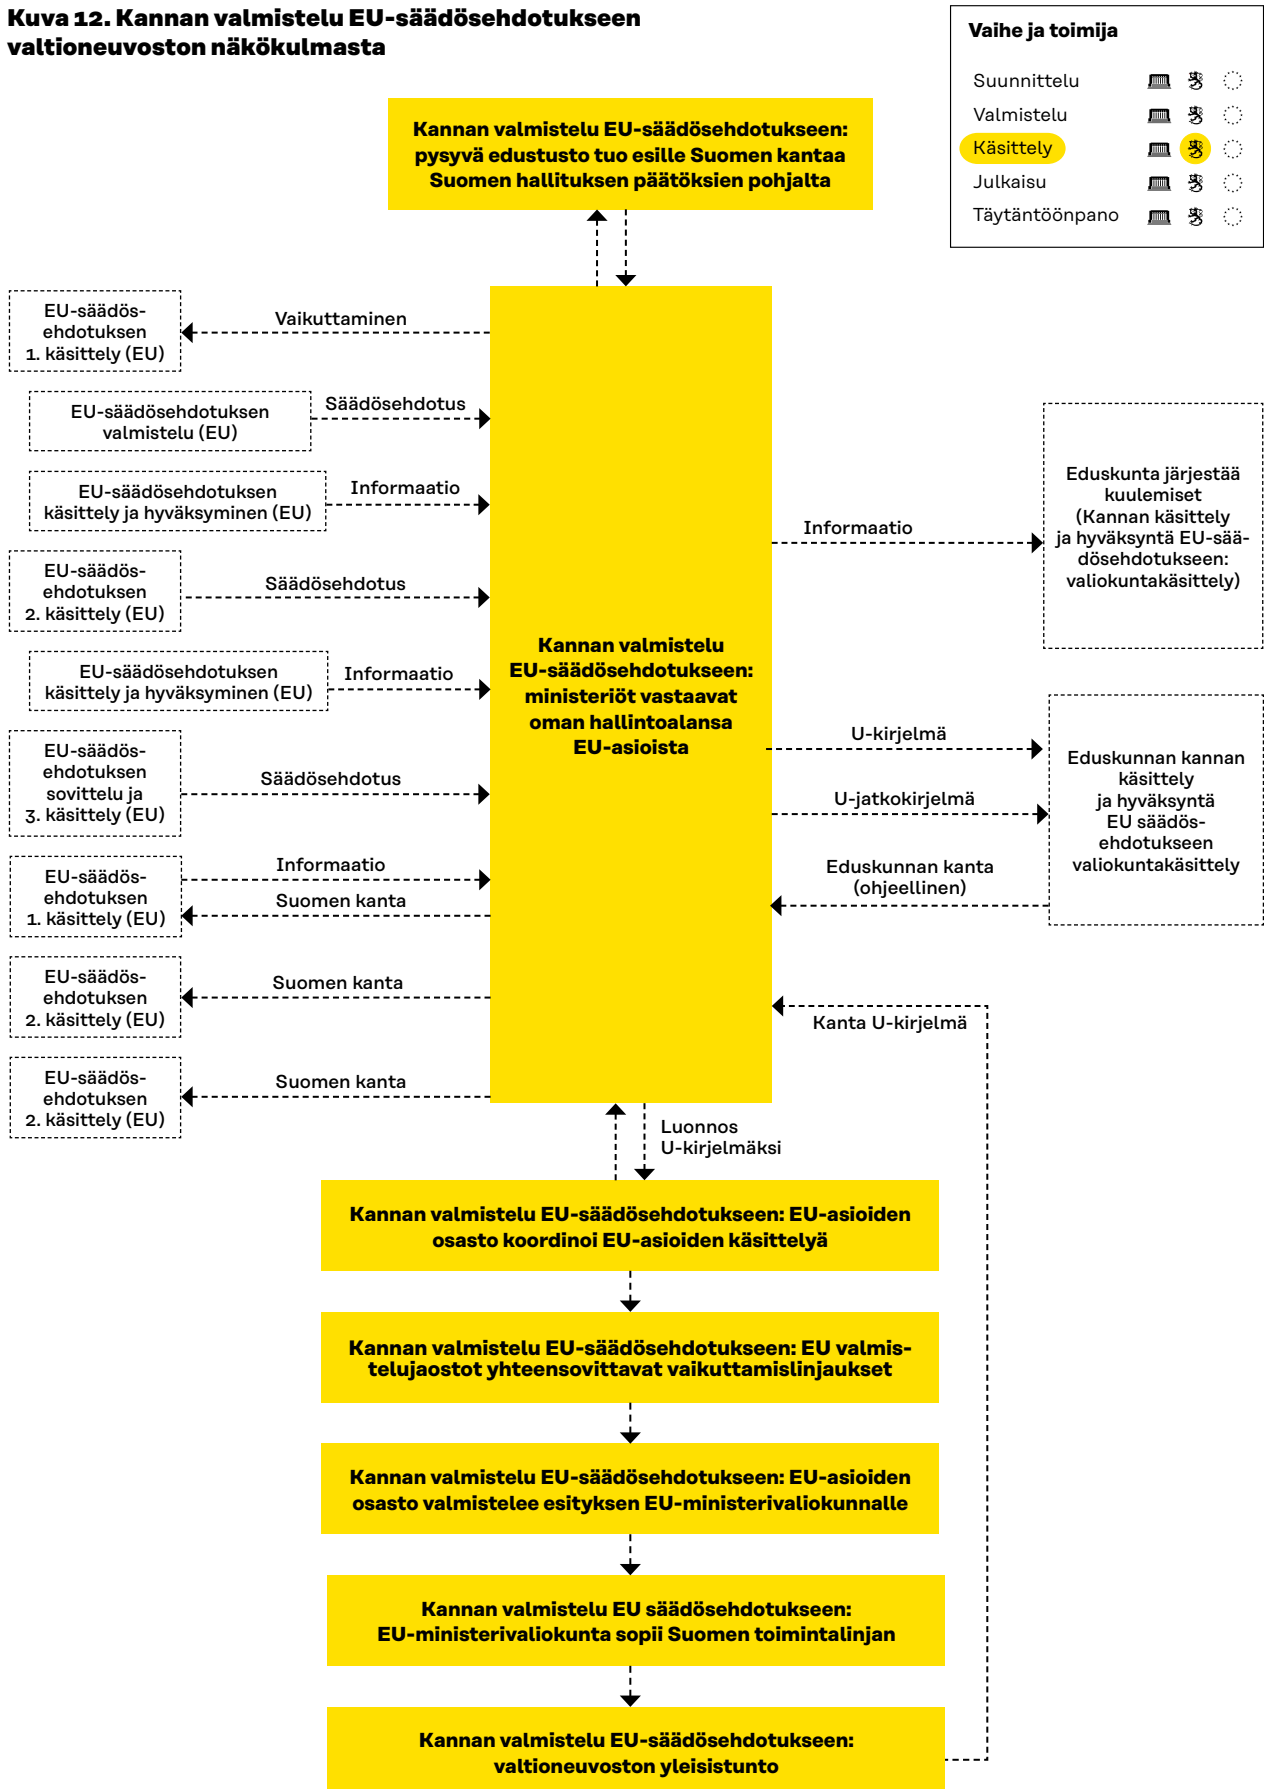 Kuva 12. Kannan valmistelu EU-säädösehdotukseen
valtioneuvoston näkökulmasta
Vaihe ja toimija
Suunnittelu
Valmistelu
Käsittely
Julkaisu
Täytäntöönpano
Kannan valmistelu EU-säädösehdotukseen:
pysyvä edustusto tuo esille Suomen kantaa
Suomen hallituksen päätöksien pohjalta
EU-säädös-
ehdotuksen
1. käsittely (EU)
Vaikuttaminen
EU-säädösehdotuksen
valmistelu (EU)
Säädösehdotus
EU-säädösehdotuksen
käsittely ja hyväksyminen (EU)
Informaatio
EU-säädös-
ehdotuksen
2. käsittely (EU)
Säädösehdotus
EU-säädösehdotuksen
käsittely ja hyväksyminen (EU)
Informaatio
EU-säädös-
ehdotuksen
sovittelu ja
3. käsittely (EU)
Säädösehdotus
EU-säädös-
ehdotuksen
1. käsittely (EU)
Informaatio
Suomen kanta
EU-säädös-
ehdotuksen
2. käsittely (EU)
Suomen kanta
EU-säädös-
ehdotuksen
2. käsittely (EU)
Suomen kanta
Kannan valmistelu
EU-säädösehdotukseen:
ministeriöt vastaavat
oman hallintoalansa
EU-asioista
Informaatio
Eduskunta järjestää
kuulemiset
(Kannan käsittely
ja hyväksyntä EU-sää-
dösehdotukseen:
valiokuntakäsittely)
U-kirjelmä
U-jatkokirjelmä
Eduskunnan kanta
(ohjeellinen)
Eduskunnan kannan
käsittely
ja hyväksyntä
EU säädös-
ehdotukseen
valiokuntakäsittely
Kanta U-kirjelmä
Luonnos
U-kirjelmäksi
Kannan valmistelu EU-säädösehdotukseen: EU-asioiden
osasto koordinoi EU-asioiden käsittelyä
Kannan valmistelu EU-säädösehdotukseen: EU valmis-
telujaostot yhteensovittavat vaikuttamislinjaukset
Kannan valmistelu EU-säädösehdotukseen: EU-asioiden
osasto valmistelee esityksen EU-ministerivaliokunnalle
Kannan valmistelu EU säädösehdotukseen:
EU-ministerivaliokunta sopii Suomen toimintalinjan
Kannan valmistelu EU-säädösehdotukseen:
valtioneuvoston yleisistunto